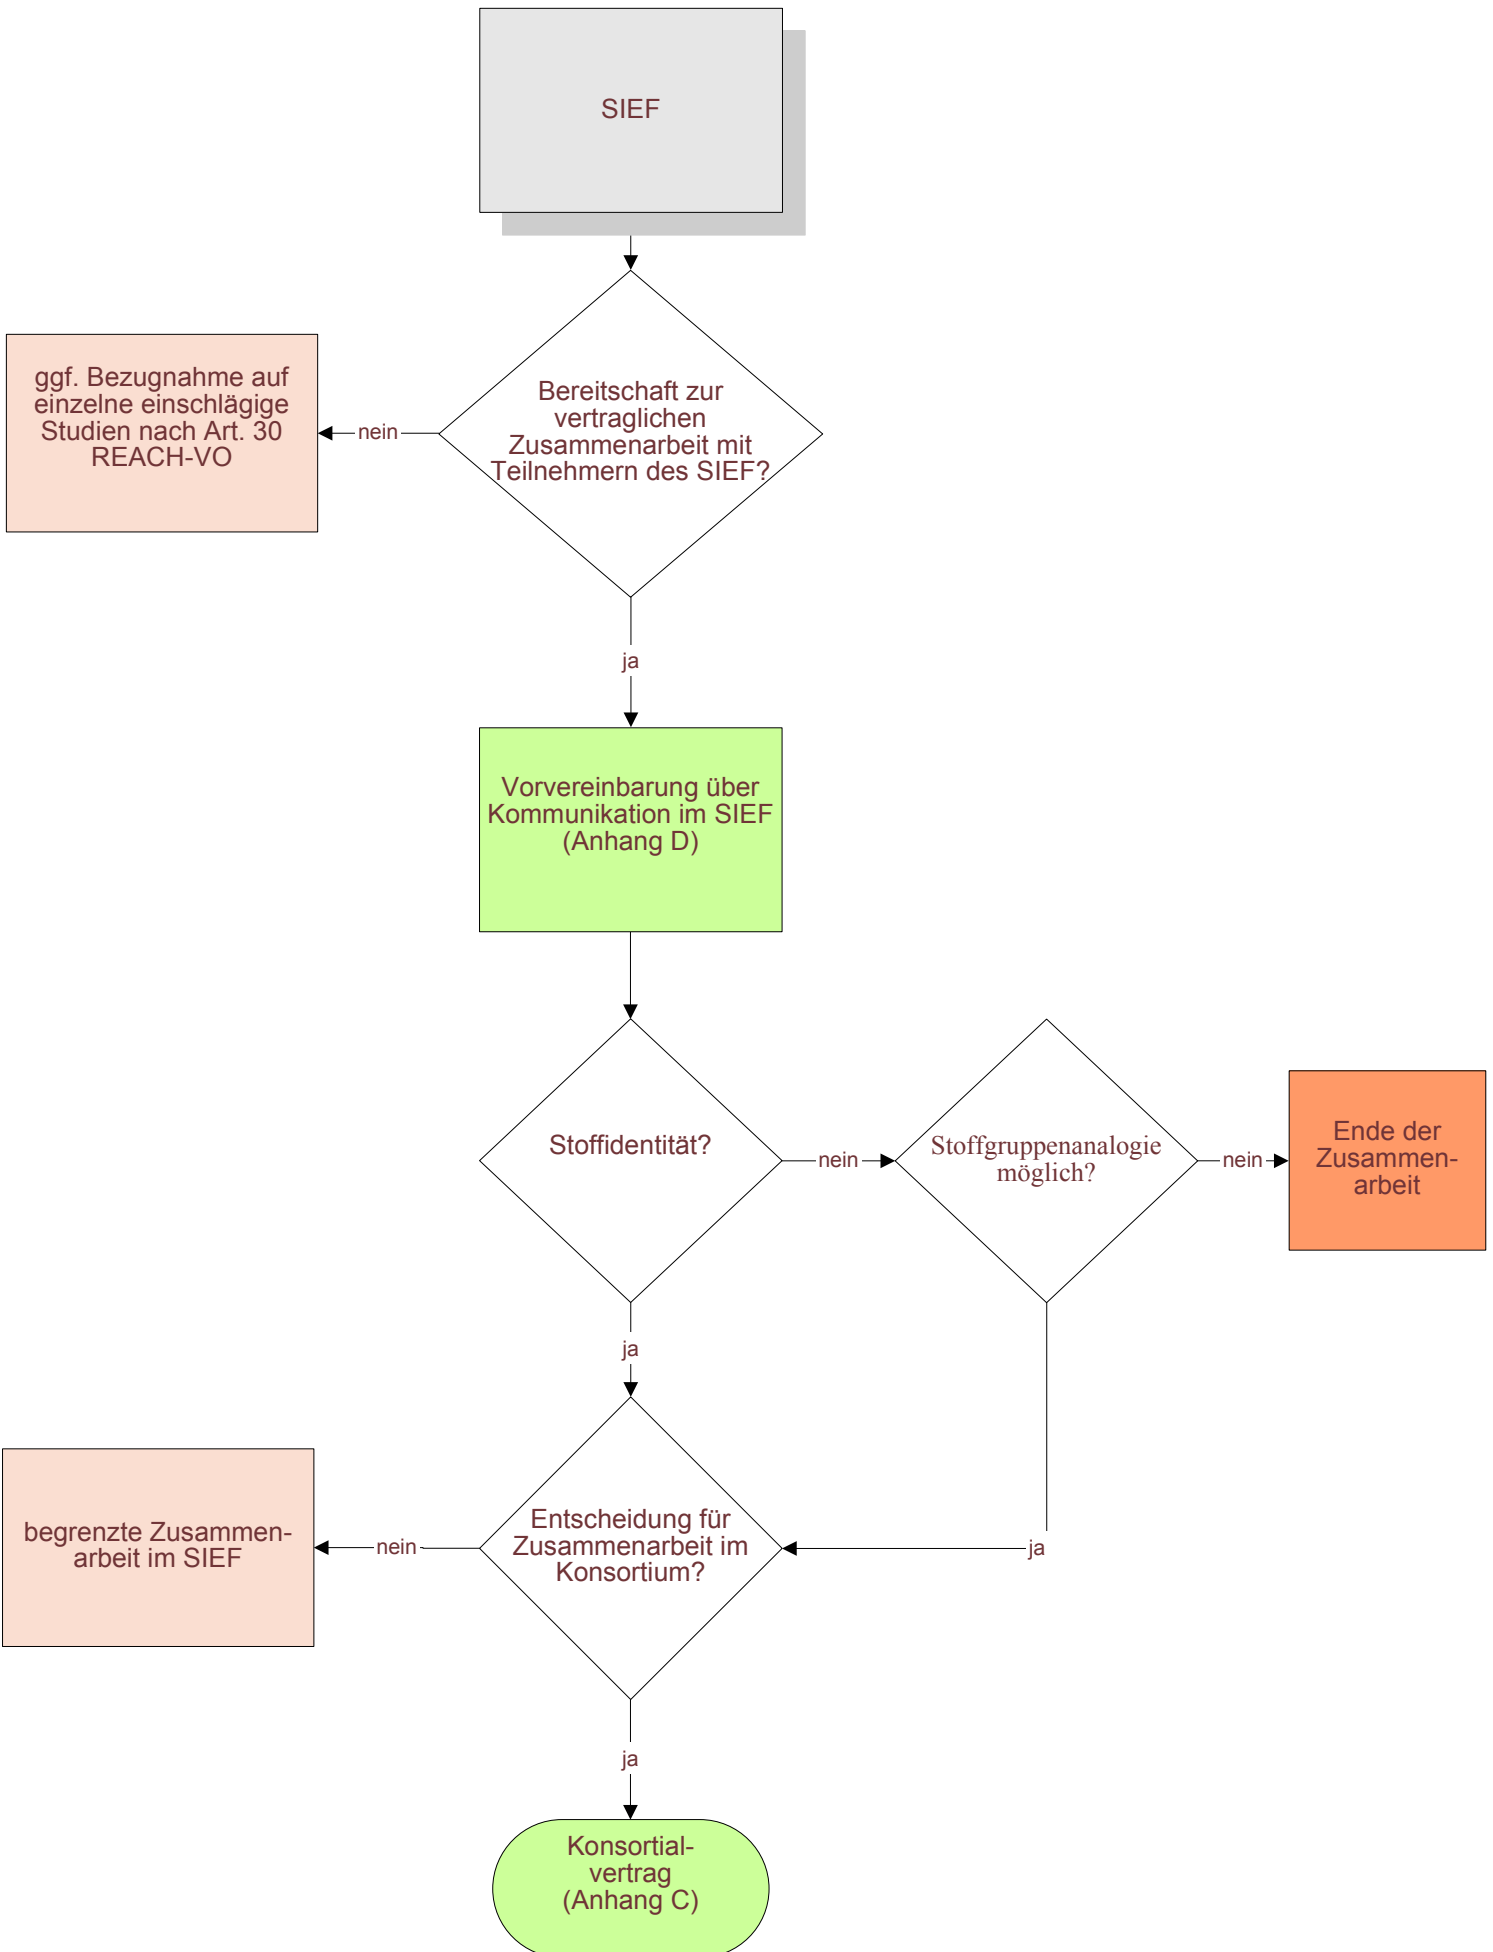 SIEF
ggf. Bezugnahme auf
einzelne einschlägige
Studien nach Art. 30
REACH-VO
nein
Bereitschaft zur
vertraglichen
Zusammenarbeit mit
Teilnehmern des SIEF?
ja
Vorvereinbarung über
Kommunikation im SIEF
(Anhang D)
Stoffidentität?
nein
Stoffgruppenanalogie
möglich?
nein
Ende der
Zusammen-
arbeit
ja
begrenzte Zusammen-
arbeit im SIEF
nein
Entscheidung für
Zusammenarbeit im
Konsortium?
ja
ja
Konsortial-
vertrag
(Anhang C)